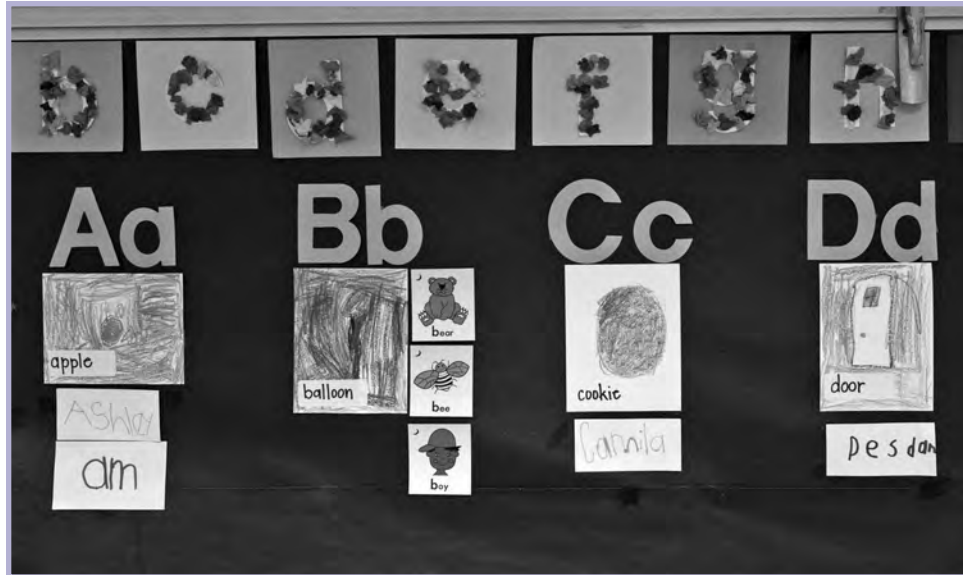 b c d e f g h
Aa Bb Cc Dd
apple
Ashley
am
balloon
bear
bee
boy
cookie
Camila
door
Desdan